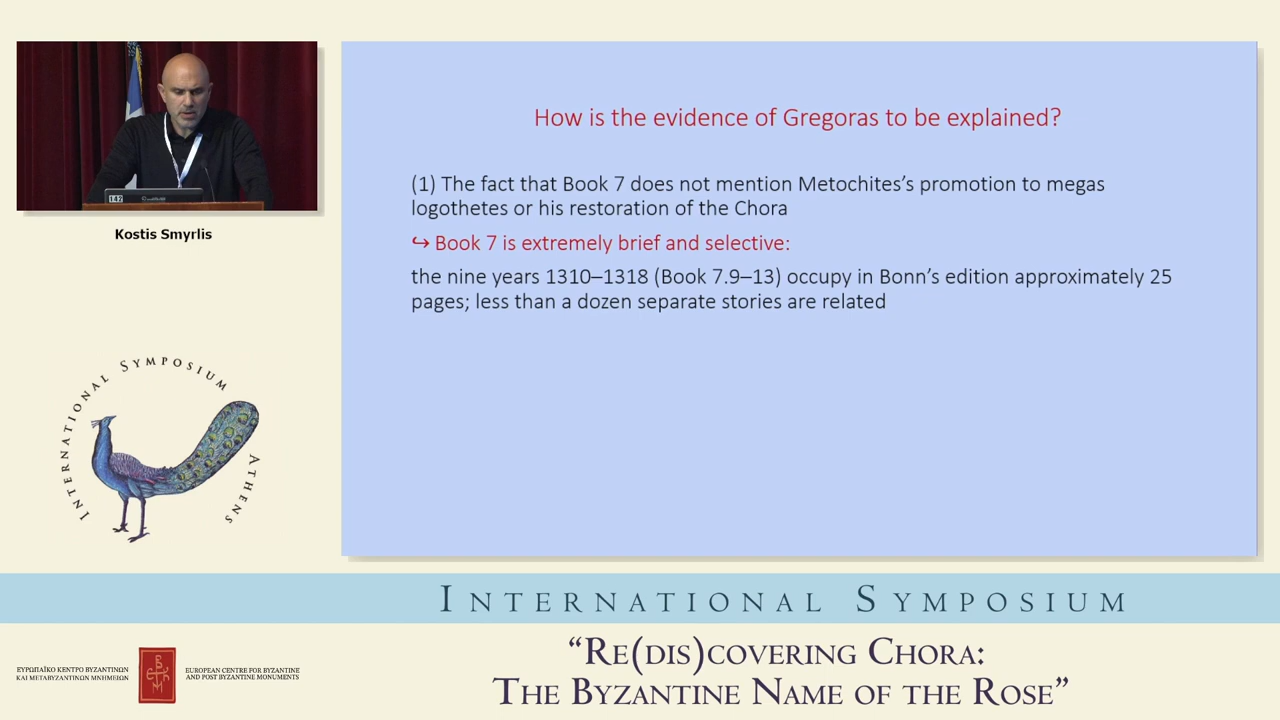 How is the evidence of Gregoras to be explained?
(1) The fact that Book 7 does not mention Metochites’s promotion to megas
logothetes or his restoration of the Chora
↪ Book 7 is extremely brief and selective:
the nine years 1310–1318 (Book 7.9–13) occupy in Bonn’s edition approximately 25
pages; less than a dozen separate stories are related
142
Kostis Smyrlis
INTERNATIONAL SYMPOSIUM ATHENS
INTERNATIONAL SYMPOSIUM
“RE(DIS)COVERING CHORA:
THE BYZANTINE NAME OF THE ROSE”
ΕΥΡΩΠΑΪΚΟ ΚΕΝΤΡΟ ΒΥΖΑΝΤΙΝΩΝ
ΚΑΙ ΜΕΤΑΒΥΖΑΝΤΙΝΩΝ ΜΝΗΜΕΙΩΝ
EUROPEAN CENTRE FOR BYZANTINE
AND POST BYZANTINE MONUMENTS